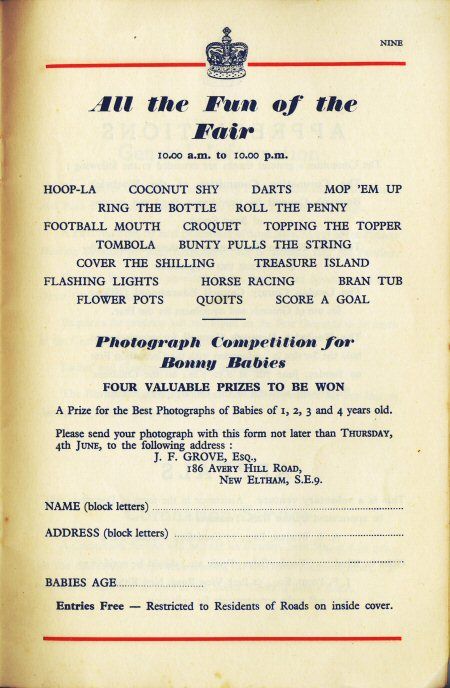 NINE
All the Fun of the
Fair
10.00 a.m. to 10.00 p.m.
HOOP-LA COCONUT SHY DARTS MOP 'EM UP
RING THE BOTTLE ROLL THE PENNY
FOOTBALL MOUTH CROQUET TOPPING THE TOPPER
TOMBOLA BUNTY PULLS THE STRING
COVER THE SHILLING TREASURE ISLAND
FLASHING LIGHTS HORSE RACING BRAN TUB
FLOWER POTS QUOITS SCORE A GOAL
Photograph Competition for
Bonny Babies
FOUR VALUABLE PRIZES TO BE WON
A Prize for the Best Photographs of Babies of 1, 2, 3 and 4 years old.
Please send your photograph with this form not later than THURSDAY,
4th JUNE, to the following address :
J. F. GROVE, ESQ.,
186 AVERY HILL ROAD,
NEW ELTHAM, S.E.9.
NAME (block letters)
ADDRESS (block letters)
BABIES AGE
Entries Free — Restricted to Residents of Roads on inside cover.